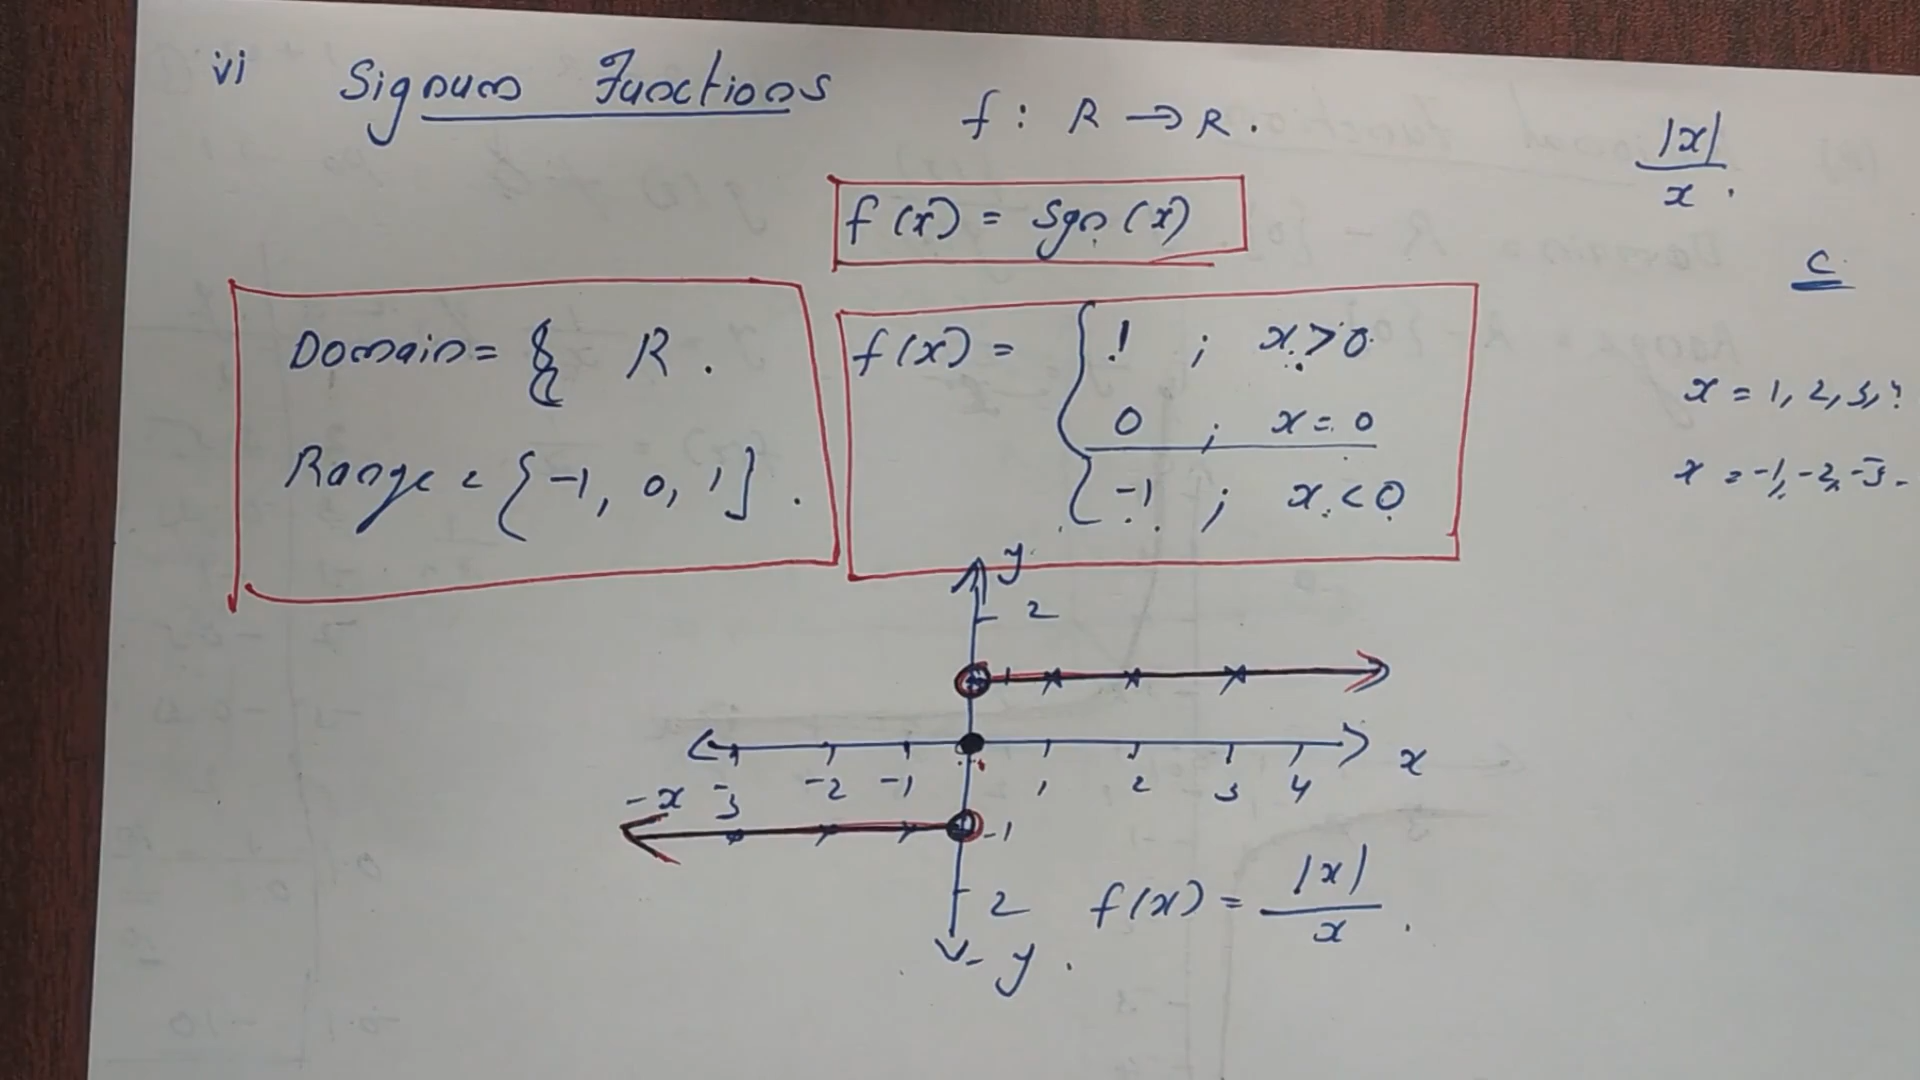 vi Signum Functions
f : R → R .
|x|/x .
f(x) = Sgn(x)
C
Domain = R .
Range = {-1, 0, 1} .
f(x) = { 1 ; x > 0
0 ; x = 0
-1 ; x < 0
x = 1, 2, 3,
x = -1, -2, -3 -
y
2
1
-3 -2 -1 1 2 3 4 x
-x
-1
2
-y .
f(x) = |x|/x .